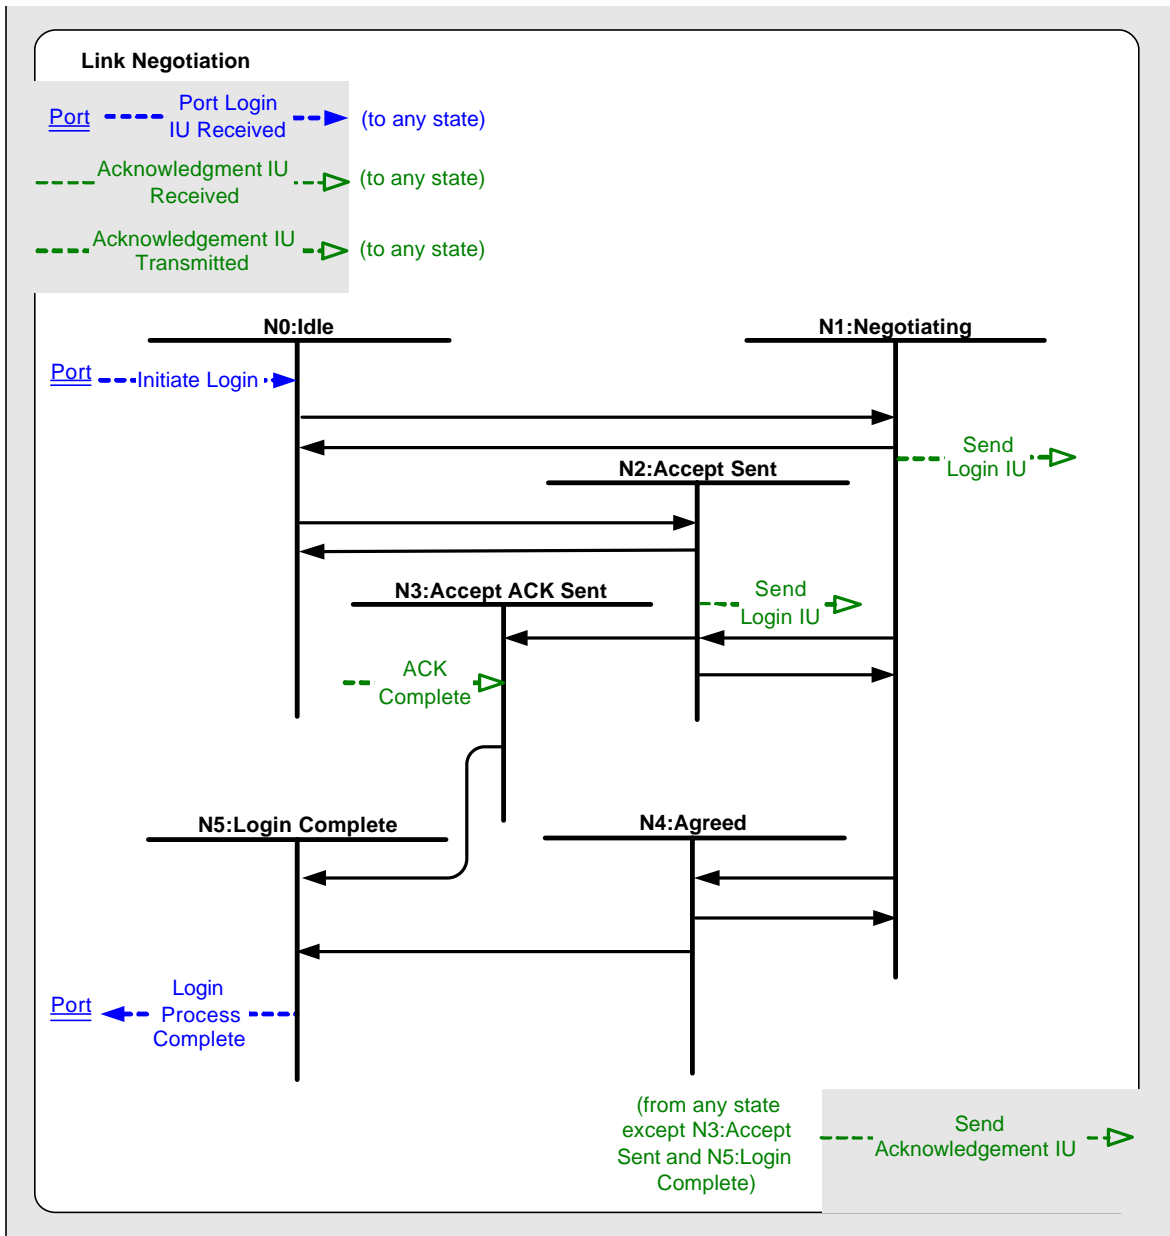 Link Negotiation
Port
Port Login
IU Received
(to any state)
Acknowledgment IU
Received
(to any state)
Acknowledgement IU
Transmitted
(to any state)
N0:Idle
N1:Negotiating
Port
Initiate Login
Send
Login IU
N2:Accept Sent
N3:Accept ACK Sent
Send
Login IU
ACK
Complete
N5:Login Complete
N4:Agreed
Port
Login
Process
Complete
(from any state
except N3:Accept
Sent and N5:Login
Complete)
Send
Acknowledgement IU